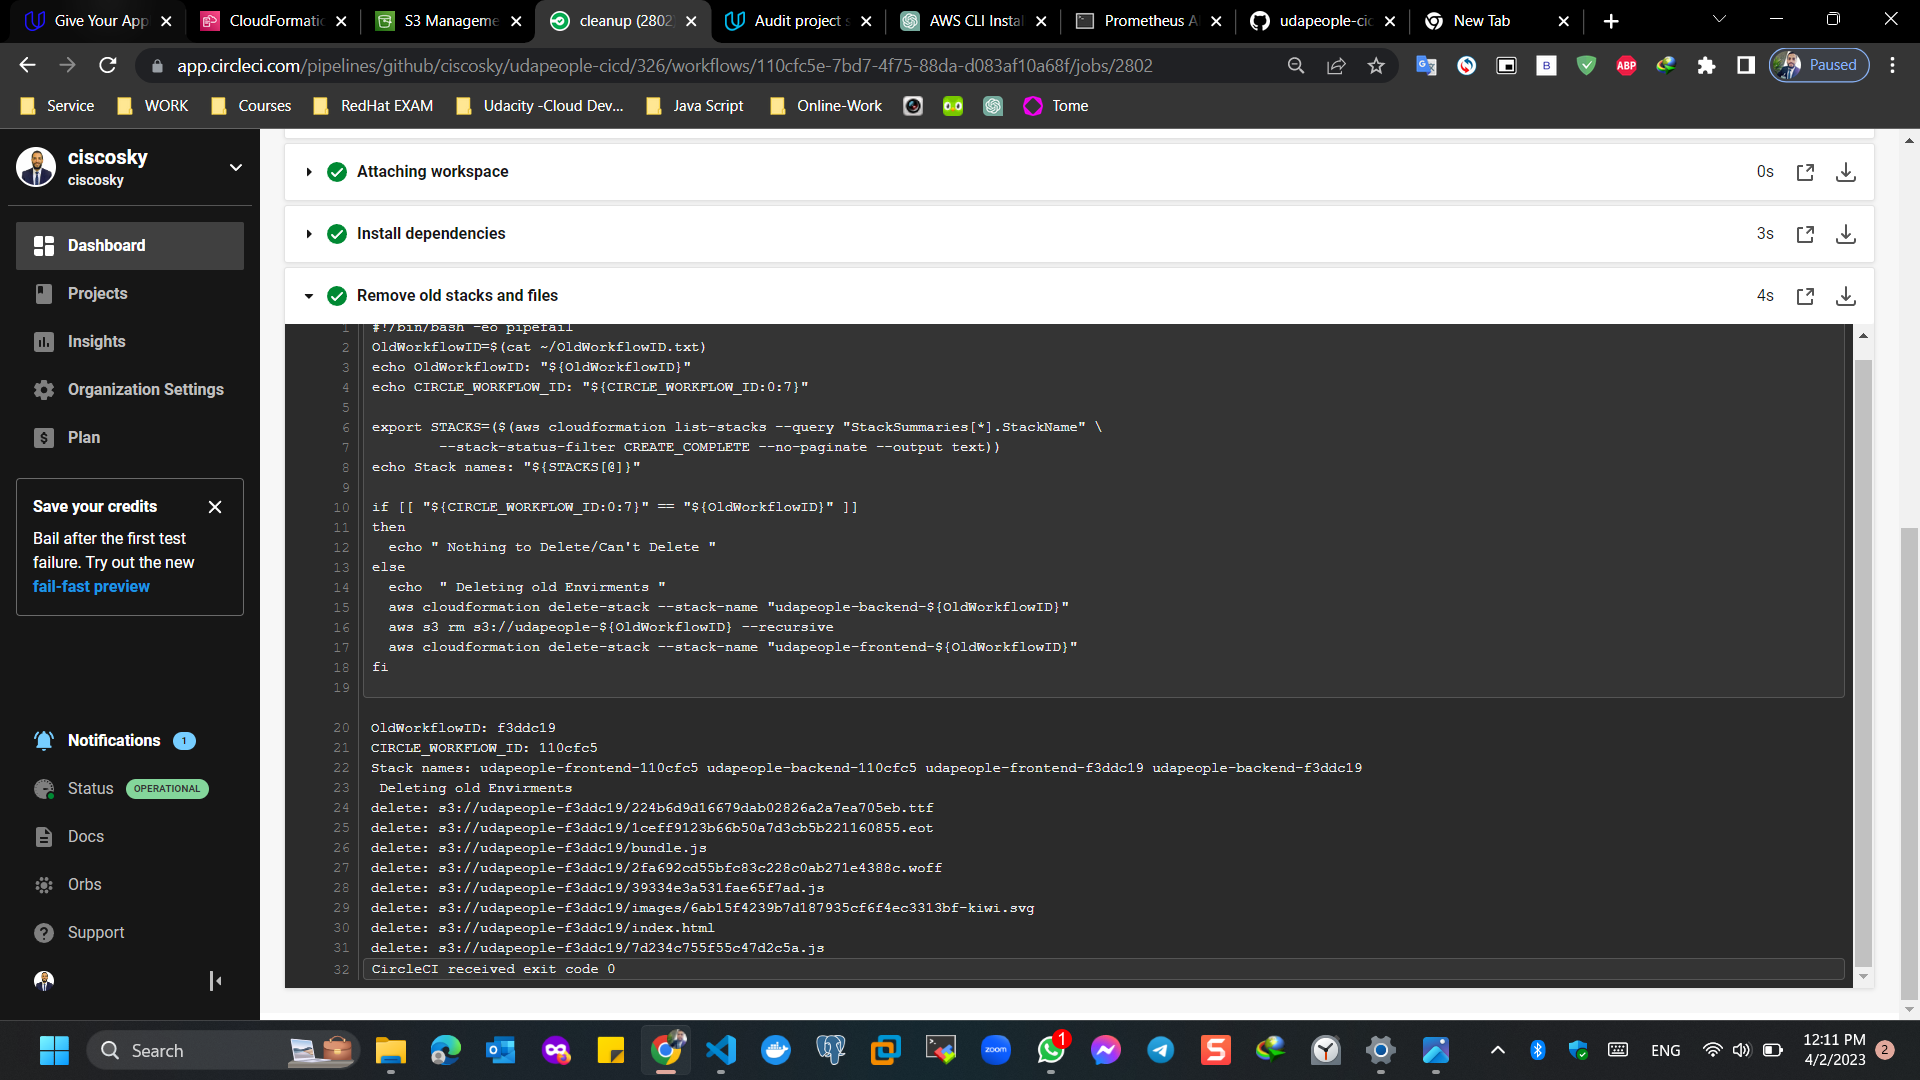 Give Your App
CloudFormatio
S3 Manageme
cleanup (2802
Audit project s
AWS CLI Instal
Prometheus Al
udapeople-cic
New Tab
app.circleci.com/pipelines/github/ciscosky/udapeople-cicd/326/workflows/110cfc5e-7bd7-4f75-88da-d083af10a68f/jobs/2802
B
ABP
Paused
Service
WORK
Courses
RedHat EXAM
Udacity -Cloud Dev...
Java Script
Online-Work
Tome
ciscosky
ciscosky
Dashboard
Projects
Insights
Organization Settings
Plan
Save your credits
Bail after the first test
failure. Try out the new
fail-fast preview
Notifications 1
Status OPERATIONAL
Docs
Orbs
Support
Attaching workspace 0s
Install dependencies 3s
Remove old stacks and files 4s
1 #!/bin/bash -eo pipefail
2 OldWorkflowID=$(cat ~/OldWorkflowID.txt)
3 echo OldWorkflowID: "${OldWorkflowID}"
4 echo CIRCLE_WORKFLOW_ID: "${CIRCLE_WORKFLOW_ID:0:7}"
5
6 export STACKS=($(aws cloudformation list-stacks --query "StackSummaries[*].StackName" \
7 --stack-status-filter CREATE_COMPLETE --no-paginate --output text))
8 echo Stack names: "${STACKS[@]}"
9
10 if [[ "${CIRCLE_WORKFLOW_ID:0:7}" == "${OldWorkflowID}" ]]
11 then
12 echo " Nothing to Delete/Can't Delete "
13 else
14 echo  " Deleting old Envirments "
15 aws cloudformation delete-stack --stack-name "udapeople-backend-${OldWorkflowID}"
16 aws s3 rm s3://udapeople-${OldWorkflowID} --recursive
17 aws cloudformation delete-stack --stack-name "udapeople-frontend-${OldWorkflowID}"
18 fi
19
20 OldWorkflowID: f3ddc19
21 CIRCLE_WORKFLOW_ID: 110cfc5
22 Stack names: udapeople-frontend-110cfc5 udapeople-backend-110cfc5 udapeople-frontend-f3ddc19 udapeople-backend-f3ddc19
23 Deleting old Envirments
24 delete: s3://udapeople-f3ddc19/224b6d9d16679dab02826a2a7ea705eb.ttf
25 delete: s3://udapeople-f3ddc19/1ceff9123b66b50a7d3cb5b221160855.eot
26 delete: s3://udapeople-f3ddc19/bundle.js
27 delete: s3://udapeople-f3ddc19/2fa692cd55bfc83c228c0ab271e4388c.woff
28 delete: s3://udapeople-f3ddc19/39334e3a531fae65f7ad.js
29 delete: s3://udapeople-f3ddc19/images/6ab15f4239b7d187935cf6f4ec3313bf-kiwi.svg
30 delete: s3://udapeople-f3ddc19/index.html
31 delete: s3://udapeople-f3ddc19/7d234c755f55c47d2c5a.js
32 CircleCI received exit code 0
Search
zoom
1
S
ENG
12:11 PM
4/2/2023
2